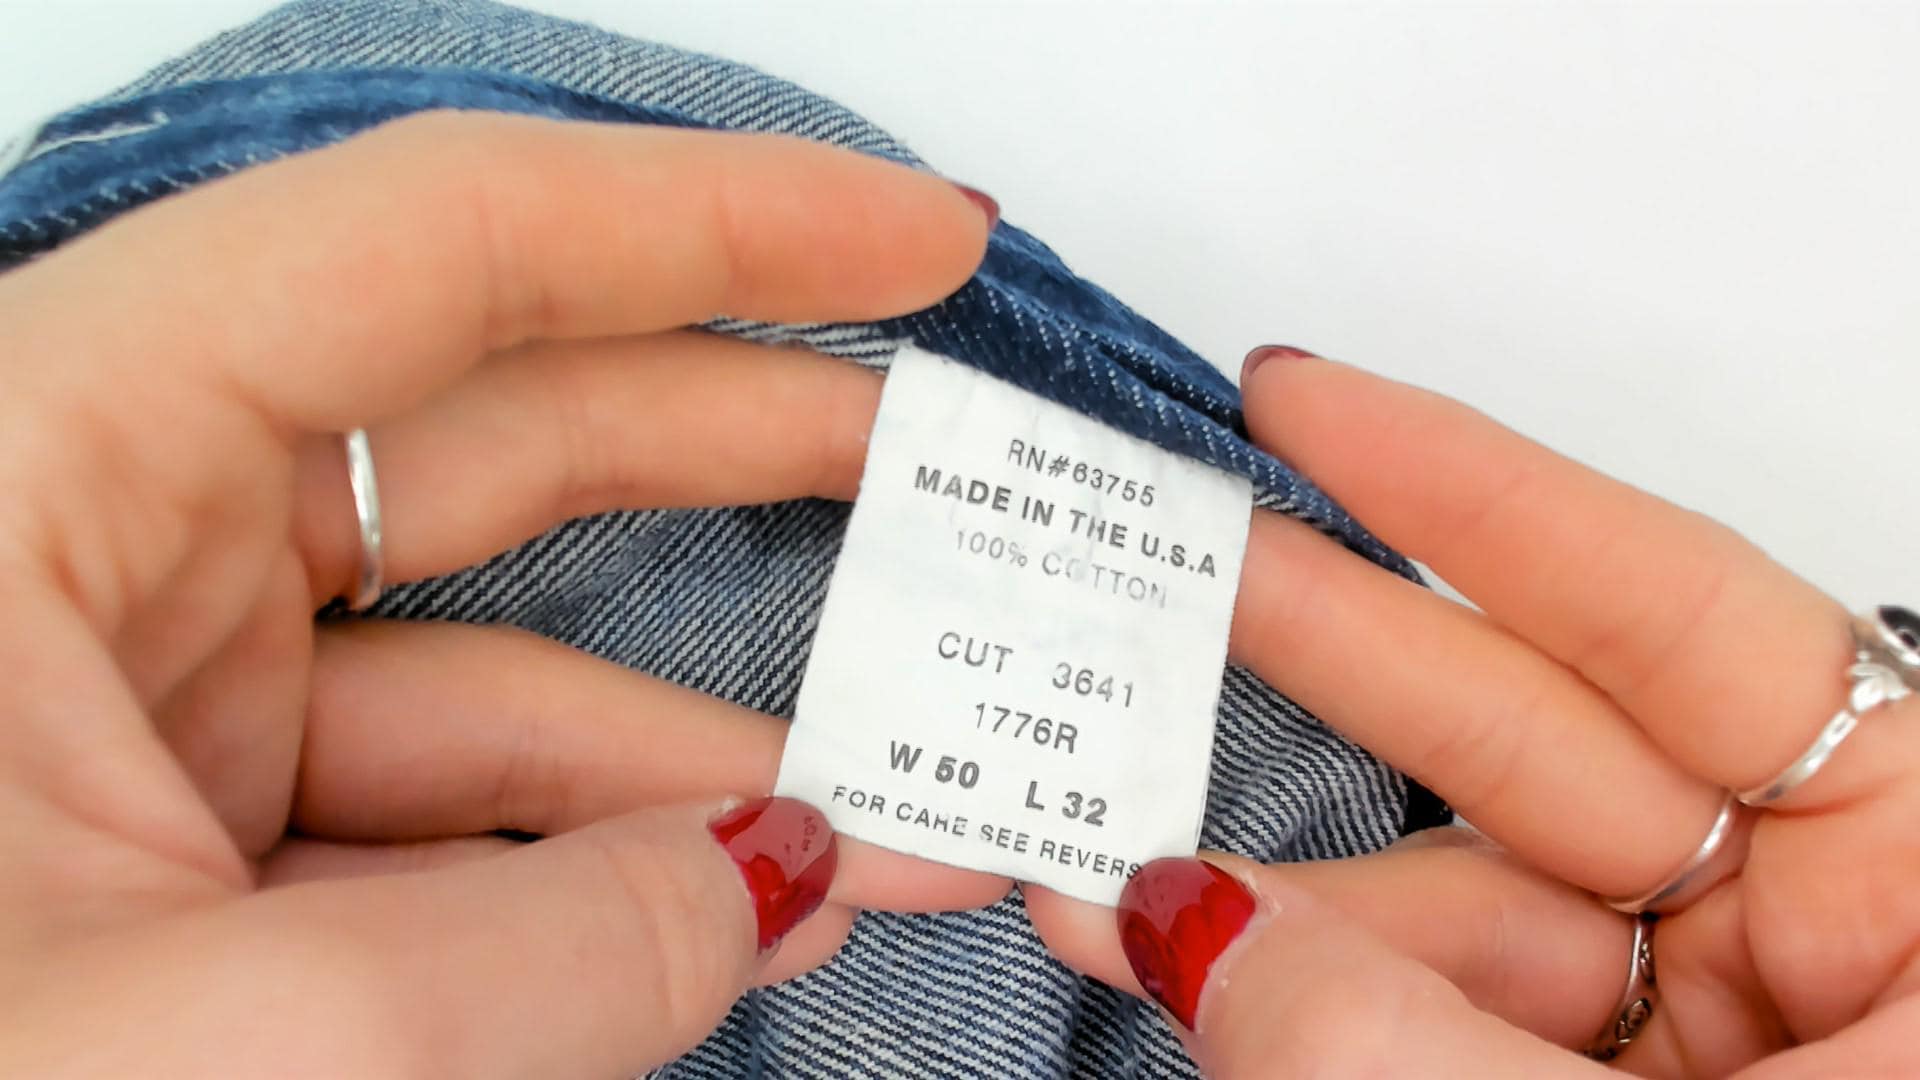 RN#63755
MADE IN THE U.S.A
100% COTTON
CUT 3641
1776R
W 50 L 32
FOR CARE SEE REVERS